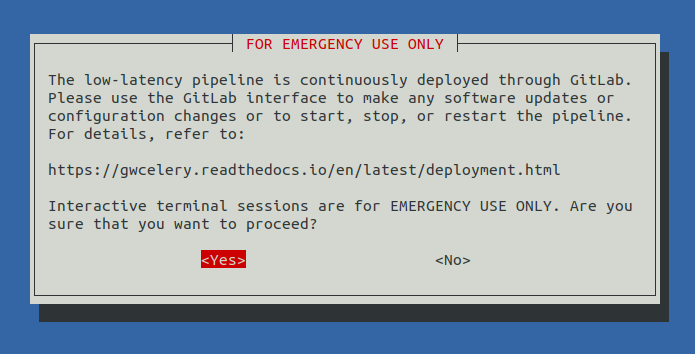 FOR EMERGENCY USE ONLY
The low-latency pipeline is continuously deployed through GitLab.
Please use the GitLab interface to make any software updates or
configuration changes or to start, stop, or restart the pipeline.
For details, refer to:
https://gwcelery.readthedocs.io/en/latest/deployment.html
Interactive terminal sessions are for EMERGENCY USE ONLY. Are you
sure that you want to proceed?
<Yes> <No>